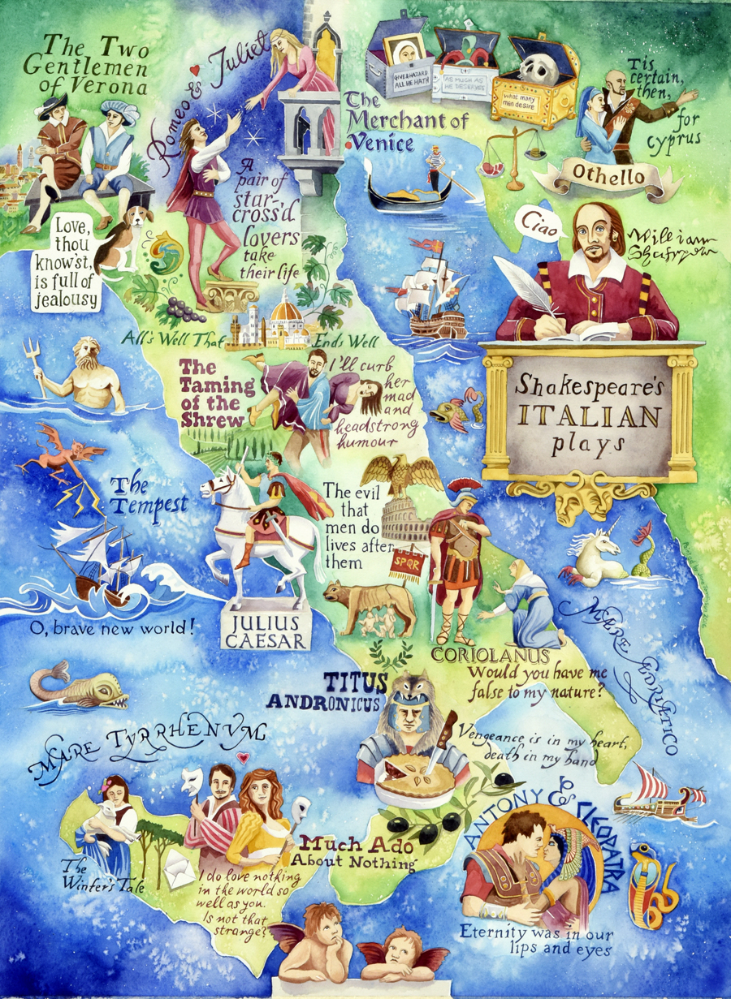 The Two
Gentlemen
of Verona
Romeo & Juliet
GIVE & HAZARD
ALL HE HATH
AS MUCH AS
HE DESERVES
what many
men desire
Tis
certain,
then,
for
cyprus
The
Merchant of
Venice
Othello
A
pair of
star-
cross'd
lovers
take
their life
Love,
thou
know'st,
is full of
jealousy
Ciao
William
All's Well That Ends Well
Shakespeare's
ITALIAN
plays
The
Taming
of the
Shrew
I'll curb
her
mad
and
headstrong
humour
The
Tempest
The evil
that
men do
lives after
them
SPQR
O, brave new world!
JULIUS
CAESAR
CORIOLANUS
Would you have me
false to my nature?
MARE ADRIATICO
TITUS
ANDRONICUS
Vengeance is in my heart,
death in my hand
MARE TYRRHENVM
ANTONY & CLEOPATRA
Much Ado
About Nothing
The
Winter's Tale
I do love nothing
in the world so
well as you.
Is not that
strange?
Eternity was in our
lips and eyes